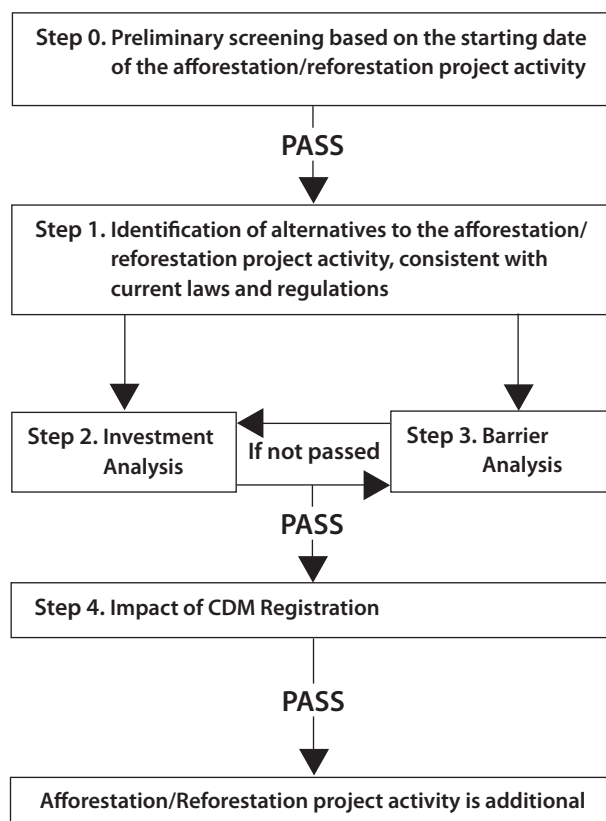 Step 0. Preliminary screening based on the starting date
of the afforestation/reforestation project activity
PASS
Step 1. Identification of alternatives to the afforestation/
reforestation project activity, consistent with
current laws and regulations
Step 2. Investment
Analysis
If not passed
Step 3. Barrier
Analysis
PASS
Step 4. Impact of CDM Registration
PASS
Afforestation/Reforestation project activity is additional